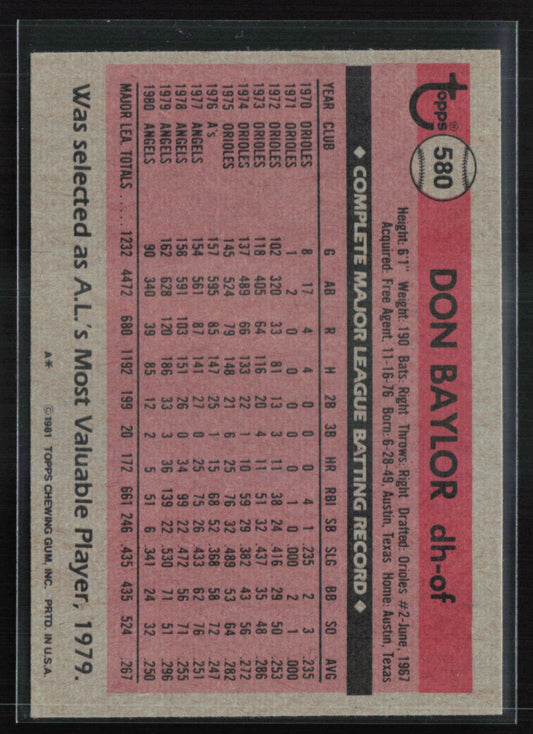 topps®
580
DON BAYLOR dh-of
Height: 6'1" Weight: 190 Bats: Right Throws: Right Drafted: Orioles #2-June, 1967
Acquired: Free Agent, 11-16-76 Born: 6-28-49, Austin, Texas Home: Austin, Texas
◆ COMPLETE MAJOR LEAGUE BATTING RECORD ◆
YEAR CLUB G AB R H 2B 3B HR RBI SB SLG BB SO AVG
1970 ORIOLES 8 17 4 4 0 0 0 4 1 .235 2 3 .235
1971 ORIOLES 1 2 0 0 0 0 0 1 0 .000 2 1 .000
1972 ORIOLES 102 320 33 81 13 3 11 38 24 .416 29 50 .253
1973 ORIOLES 118 405 64 116 20 4 11 51 32 .437 35 48 .286
1974 ORIOLES 137 489 66 133 22 1 10 59 29 .382 43 56 .272
1975 ORIOLES 145 524 79 148 21 6 25 76 32 .489 53 64 .282
1976 A's 157 595 85 147 25 1 15 68 52 .368 58 72 .247
1977 ANGELS 154 561 87 141 27 0 25 75 26 .433 62 76 .251
1978 ANGELS 158 591 103 151 26 0 34 99 22 .472 56 71 .255
1979 ANGELS 162 628 120 186 33 3 36 139 22 .530 71 51 .296
1980 ANGELS 90 340 39 85 12 2 5 51 6 .341 24 32 .250
MAJOR LEA. TOTALS ..... 1232 4472 680 1192 199 20 172 661 246 .435 435 524 .267
Was selected as A.L.'s Most Valuable Player, 1979.
A* ©1981 TOPPS CHEWING GUM, INC. PRTD. IN U.S.A.